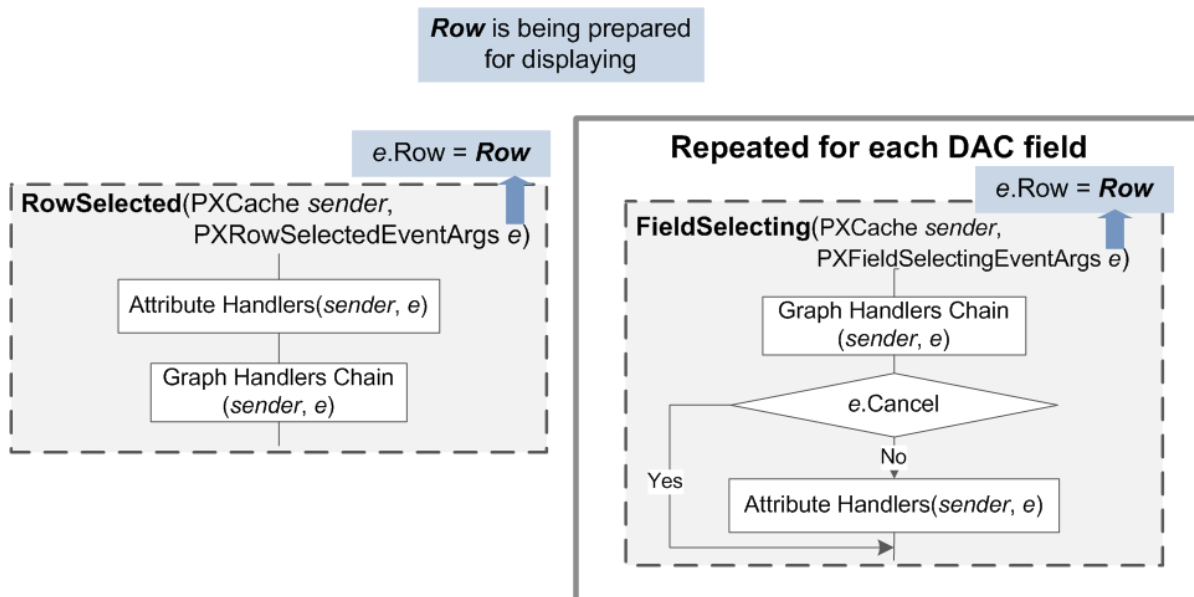 Row is being prepared
for displaying
e.Row = Row
RowSelected(PXCache sender,
PXRowSelectedEventArgs e)
Attribute Handlers(sender, e)
Graph Handlers Chain
(sender, e)
Repeated for each DAC field
e.Row = Row
FieldSelecting(PXCache sender,
PXFieldSelectingEventArgs e)
Graph Handlers Chain
(sender, e)
e.Cancel
No
Yes
Attribute Handlers(sender, e)